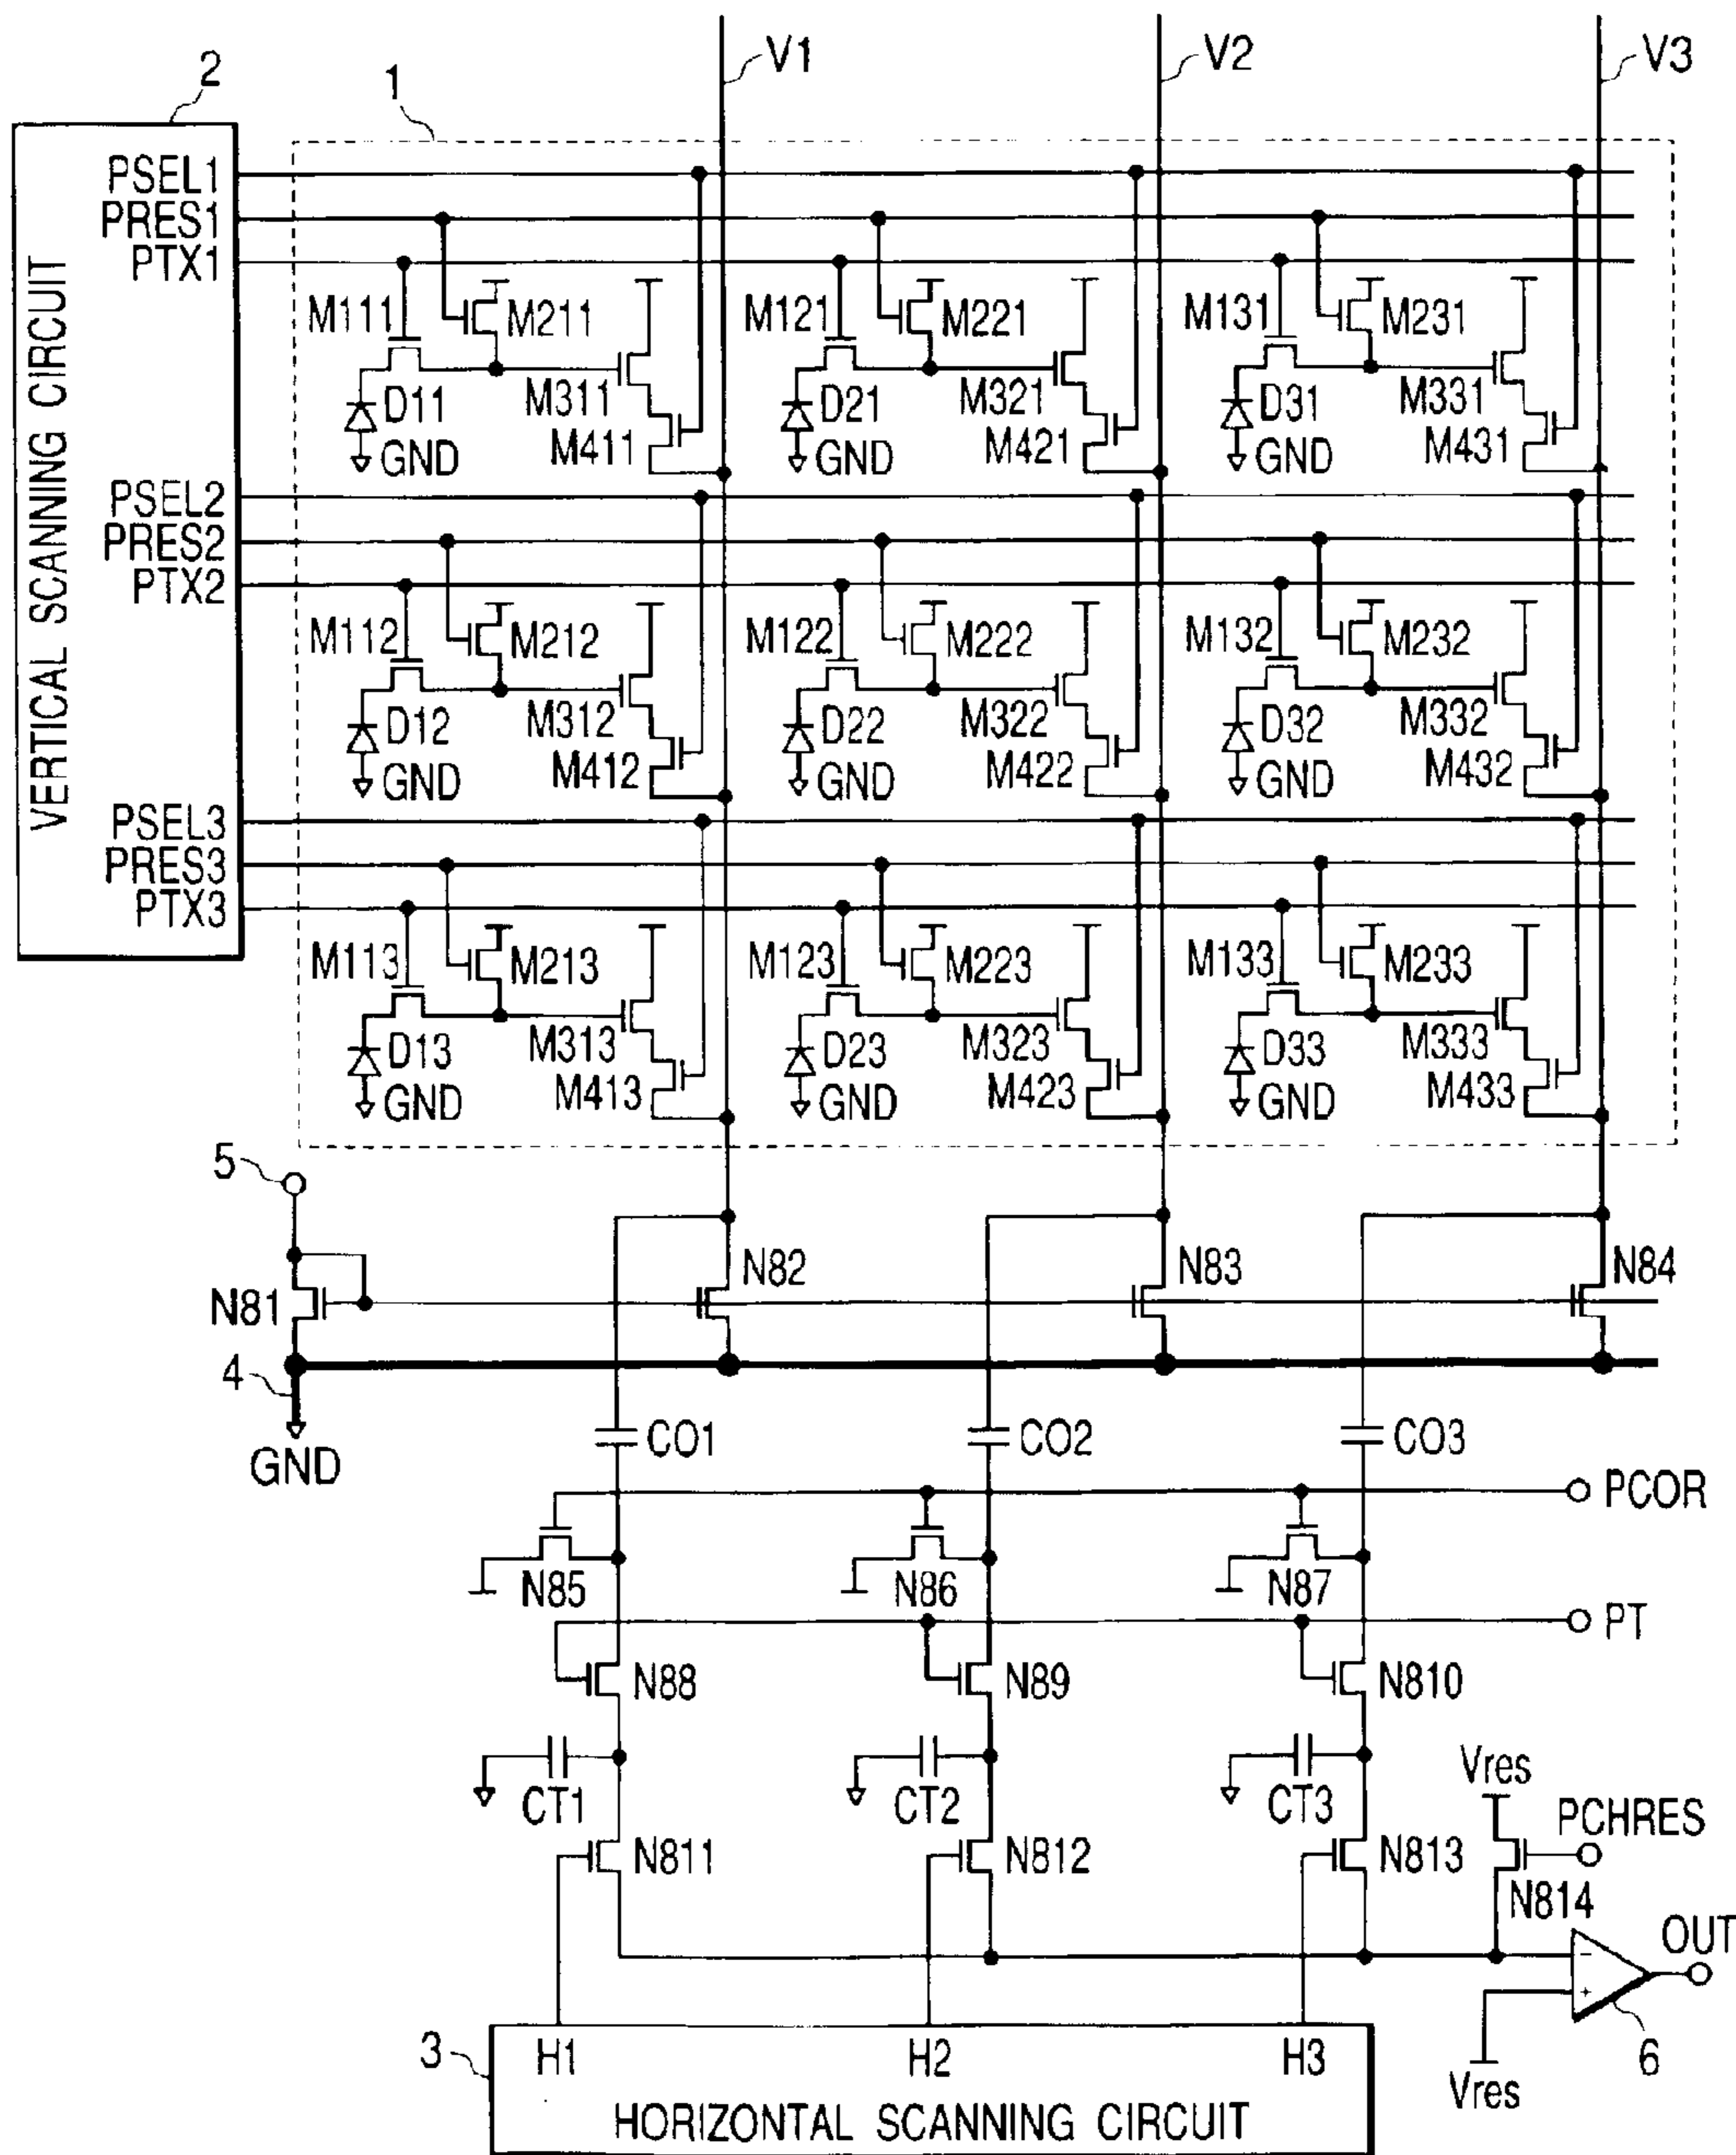 V1 V2 V3
2 1
VERTICAL SCANNING CIRCUIT
PSEL1
PRES1
PTX1
M111 M211 M121 M221 M131 M231
D11 M311 D21 M321 D31 M331
GND M411 GND M421 GND M431
PSEL2
PRES2
PTX2
M112 M212 M122 M222 M132 M232
D12 M312 D22 M322 D32 M332
GND M412 GND M422 GND M432
PSEL3
PRES3
PTX3
M113 M213 M123 M223 M133 M233
D13 M313 D23 M323 D33 M333
GND M413 GND M423 GND M433
5
N81 N82 N83 N84
4
GND
CO1 CO2 CO3
PCOR
N85 N86 N87
PT
N88 N89 N810
CT1 CT2 CT3
Vres
PCHRES
N811 N812 N813 N814
OUT
- +
6
Vres
3
H1 H2 H3
HORIZONTAL SCANNING CIRCUIT